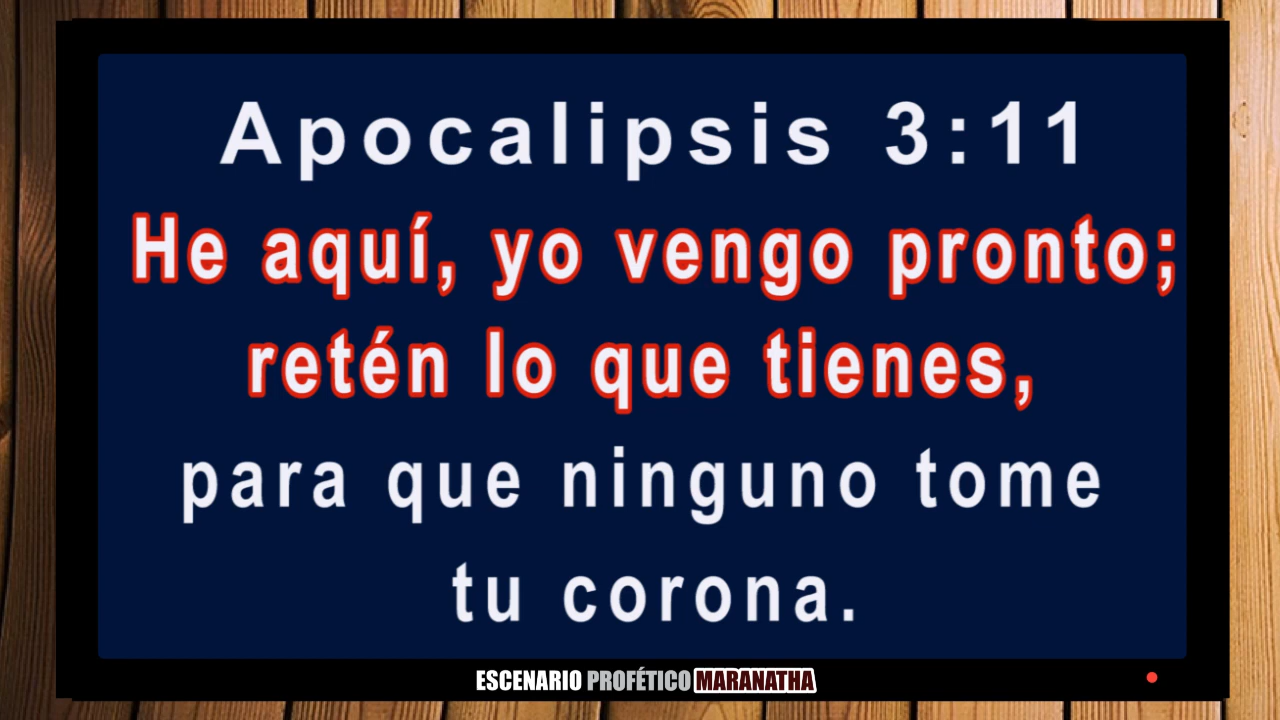 Apocalipsis 3:11
He aquí, yo vengo pronto;
retén lo que tienes,
para que ninguno tome
tu corona.
ESCENARIO PROFÉTICO MARANATHA